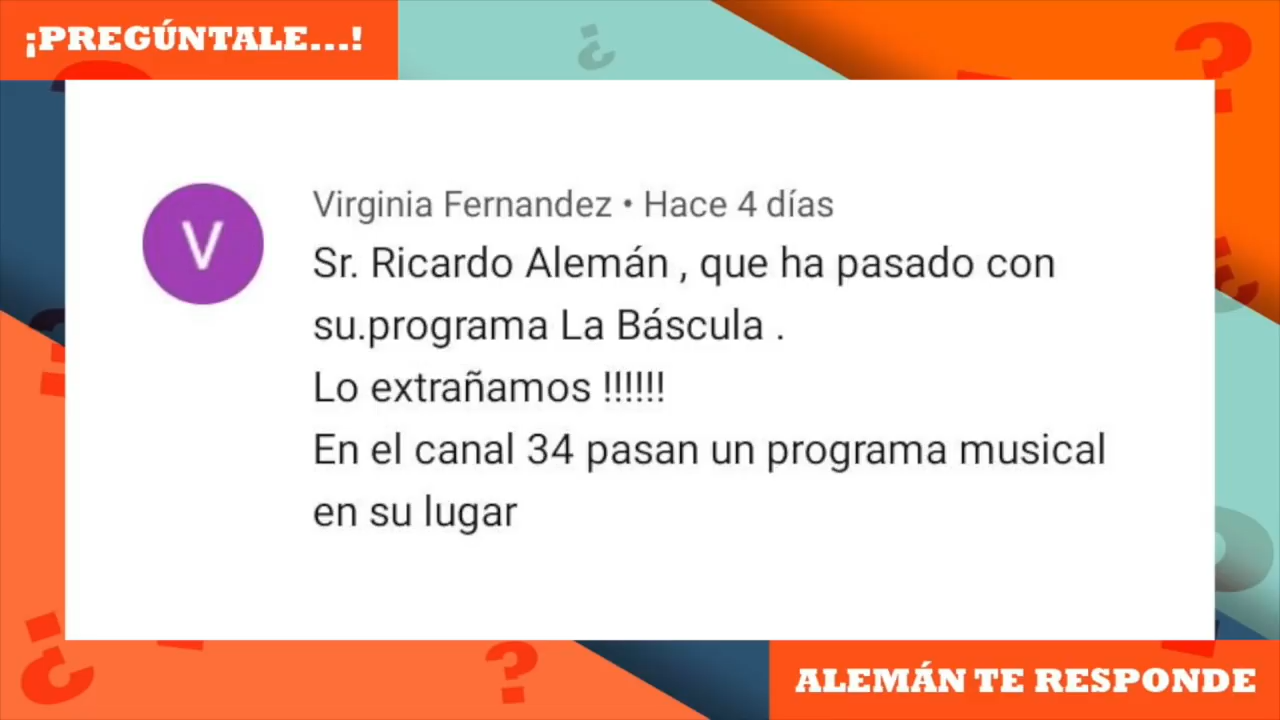 ¡PREGÚNTALE...!
V
Virginia Fernandez • Hace 4 días
Sr. Ricardo Alemán , que ha pasado con
su.programa La Báscula .
Lo extrañamos !!!!!!
En el canal 34 pasan un programa musical
en su lugar
ALEMÁN TE RESPONDE